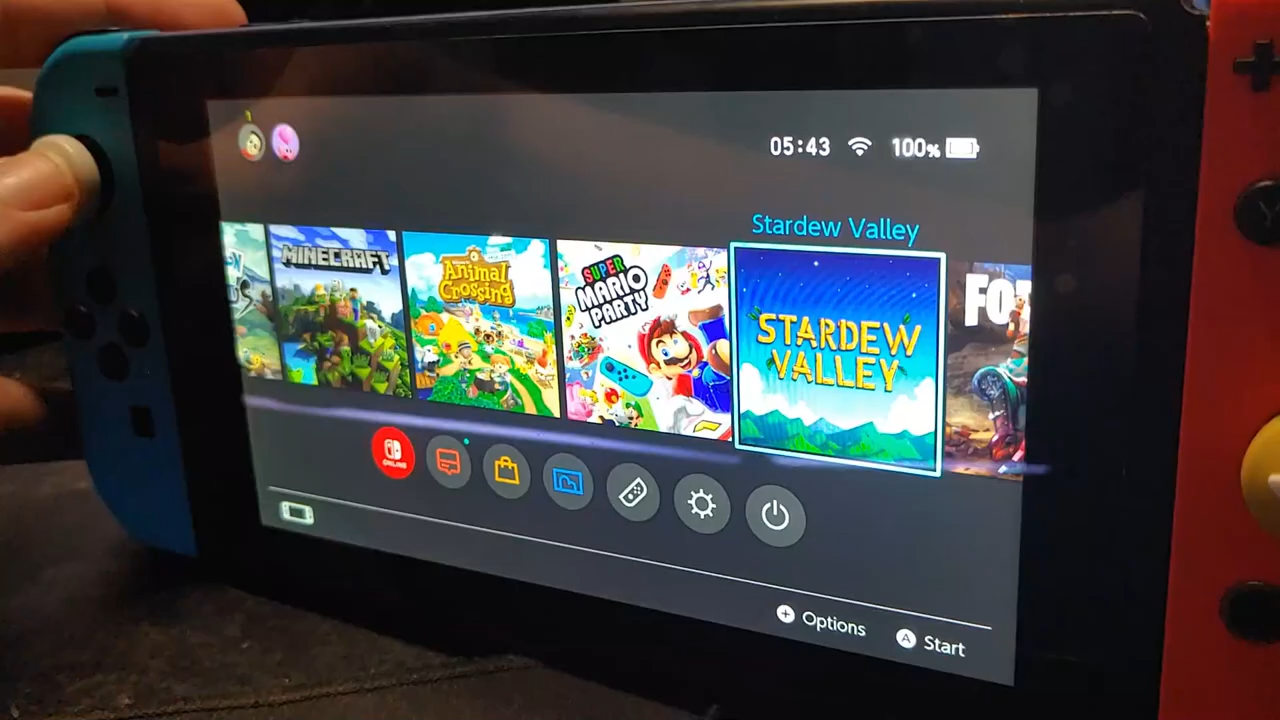 05:43
100%
Stardew Valley
MINECRAFT
Animal
Crossing
SUPER
MARIO
PARTY
STARDEW
VALLEY
FO
ONLINE
+ Options
A Start
Y